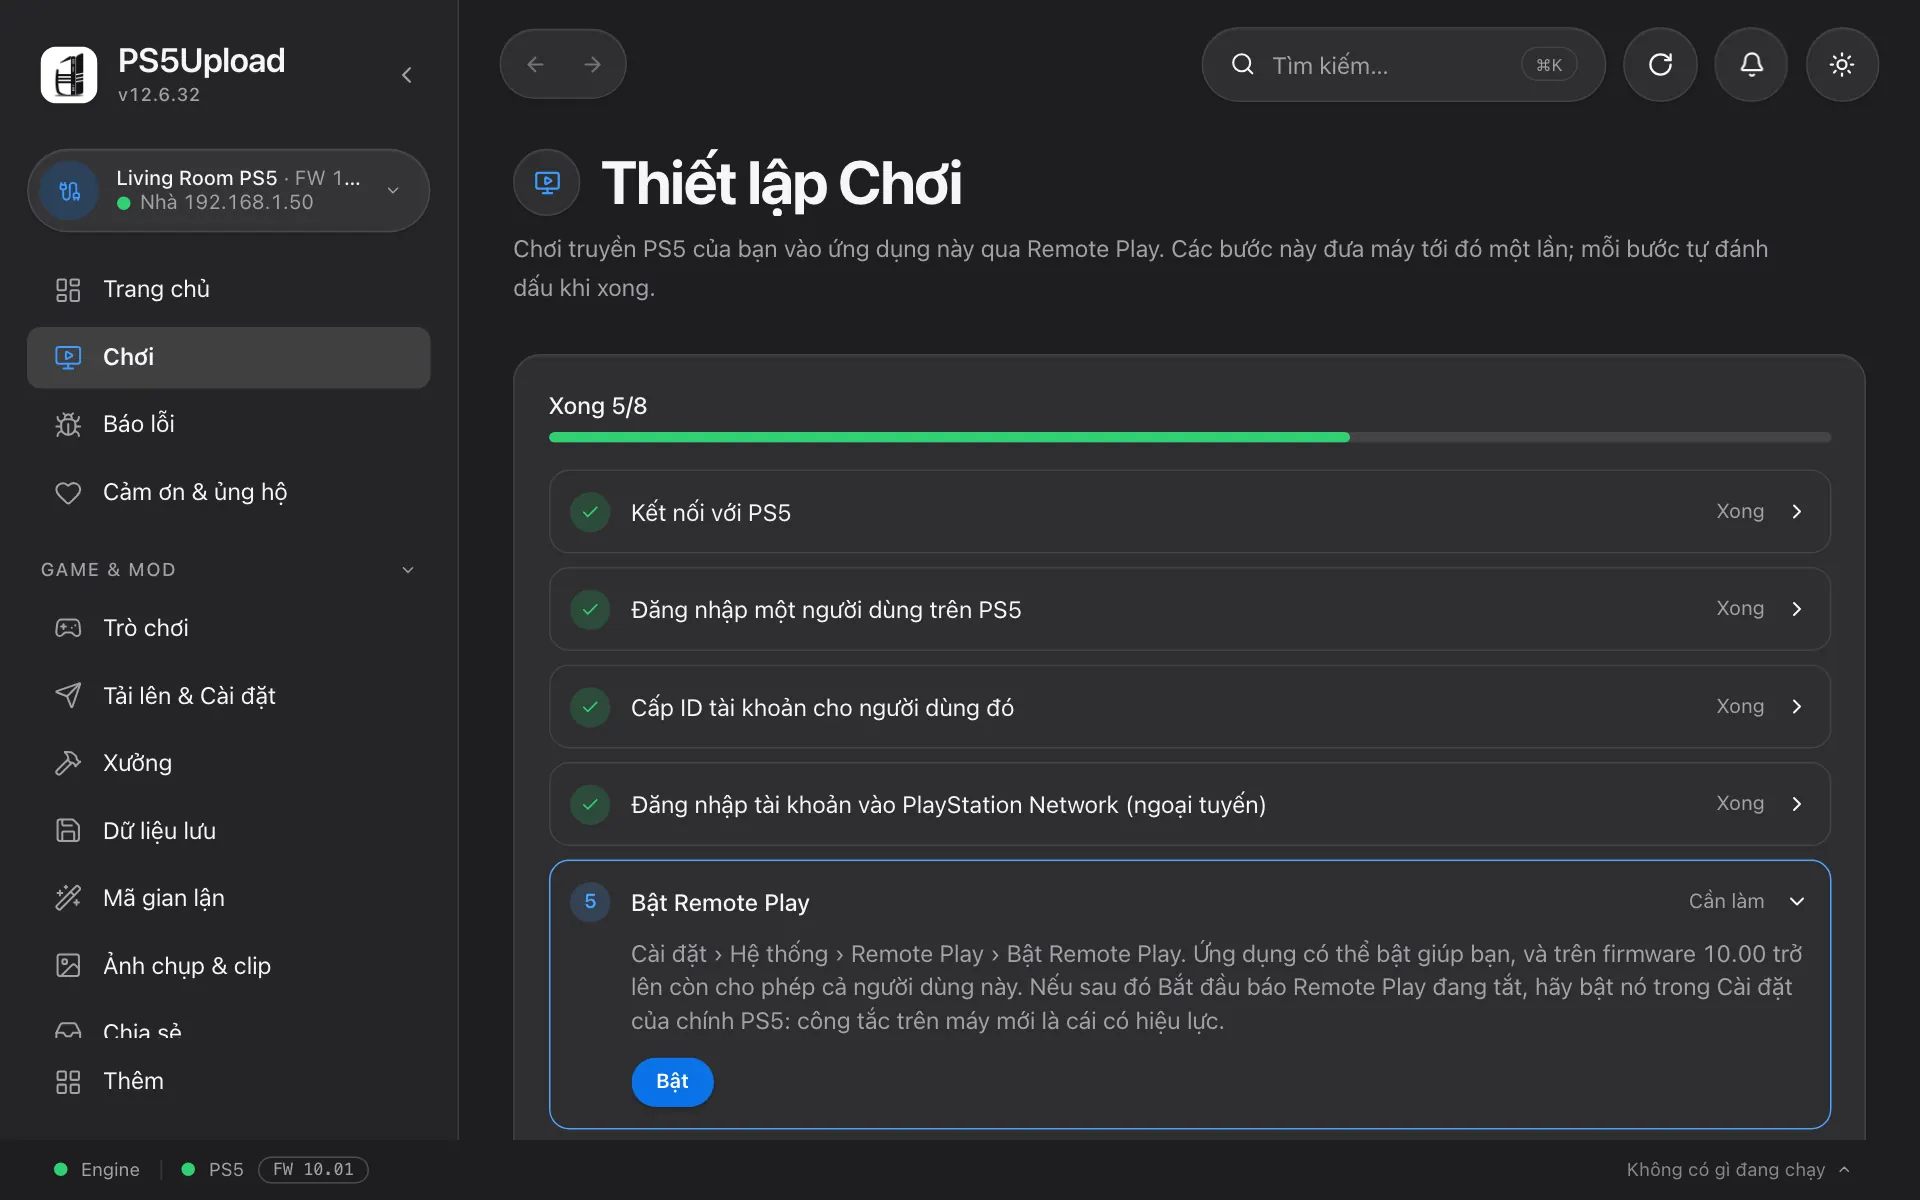 PS5Upload
v12.6.32
Living Room PS5 · FW 1...
Nhà 192.168.1.50
Trang chủ
Chơi
Báo lỗi
Cảm ơn & ủng hộ
GAME & MOD
Trò chơi
Tải lên & Cài đặt
Xưởng
Dữ liệu lưu
Mã gian lận
Ảnh chụp & clip
Chia sẻ
Thêm
Tìm kiếm...
⌘K
Thiết lập Chơi
Chơi truyền PS5 của bạn vào ứng dụng này qua Remote Play. Các bước này đưa máy tới đó một lần; mỗi bước tự đánh
dấu khi xong.
Xong 5/8
Kết nối với PS5
Xong
Đăng nhập một người dùng trên PS5
Xong
Cấp ID tài khoản cho người dùng đó
Xong
Đăng nhập tài khoản vào PlayStation Network (ngoại tuyến)
Xong
5
Bật Remote Play
Cần làm
Cài đặt › Hệ thống › Remote Play › Bật Remote Play. Ứng dụng có thể bật giúp bạn, và trên firmware 10.00 trở
lên còn cho phép cả người dùng này. Nếu sau đó Bắt đầu báo Remote Play đang tắt, hãy bật nó trong Cài đặt
của chính PS5: công tắc trên máy mới là cái có hiệu lực.
Bật
Engine
PS5
FW 10.01
Không có gì đang chạy